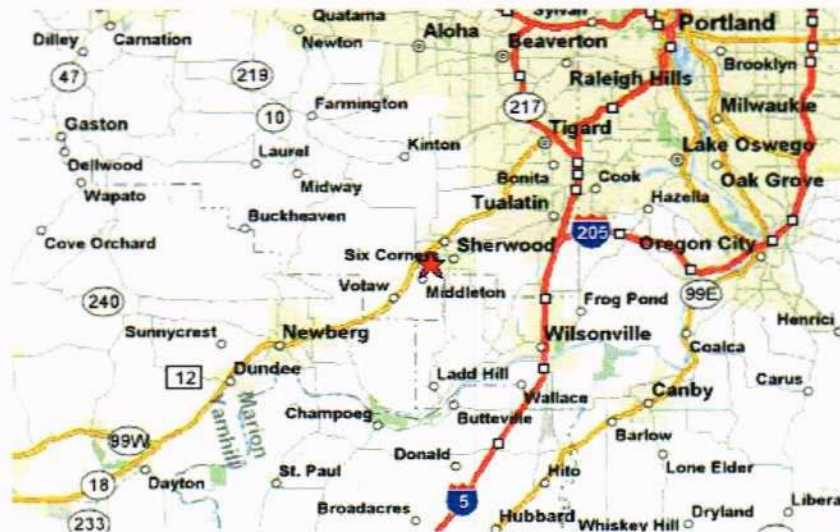 Quatama
Sylvan
Portland
Dilley
Carnation
Newton
Aloha
Beaverton
Brooklyn
47
219
Raleigh Hills
Farmington
217
Milwaukie
10
Gaston
Tigard
Kinton
Lake Oswego
Dellwood
Laurel
Bonita
Cook
Oak Grove
Wapato
Midway
Tualatin
Hazella
Buckheaven
205
Cove Orchard
Six Corners
Sherwood
Oregon City
Votaw
Middleton
240
Frog Pond
99E
Sunnycrest
Newberg
Wilsonville
Henrici
Coalca
Dundee
12
Ladd Hill
Wallace
Canby
Carus
Marion
Yamhill
Champoeg
Butteville
99W
Barlow
Donald
Hito
Lone Elder
18
Dayton
St. Paul
5
Broadacres
Hubbard
Whiskey Hill
Dryland
Libera
233